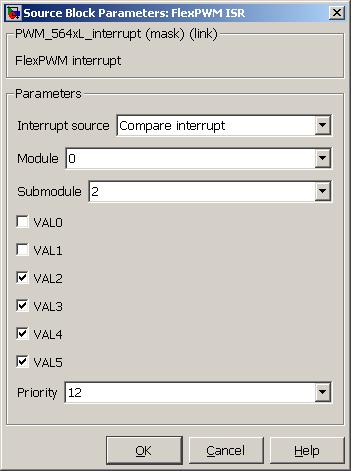 Source Block Parameters: FlexPWM ISR
PWM_564xL_interrupt (mask) (link)
FlexPWM interrupt
Parameters
Interrupt source Compare interrupt
Module 0
Submodule 2
VAL0
VAL1
VAL2
VAL3
VAL4
VAL5
Priority 12
OK Cancel Help